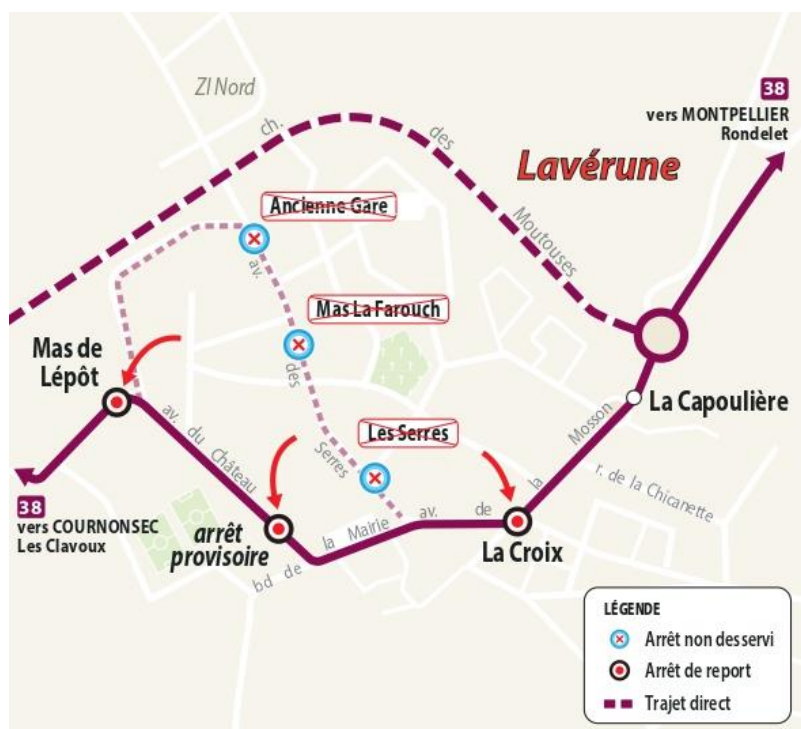 ZI Nord
ch.
des
Moutouses
38
vers MONTPELLIER
Rondelet
Lavérune
Ancienne Gare
av.
Mas La Farouch
des
Mas de
Lépôt
La Capoulière
Les Serres
Serres
av. du Château
Mosson
la
r. de la Chicanette
38
vers COURNONSEC
Les Clavoux
arrêt
provisoire
bd de la Mairie
av. de
La Croix
LÉGENDE
Arrêt non desservi
Arrêt de report
Trajet direct